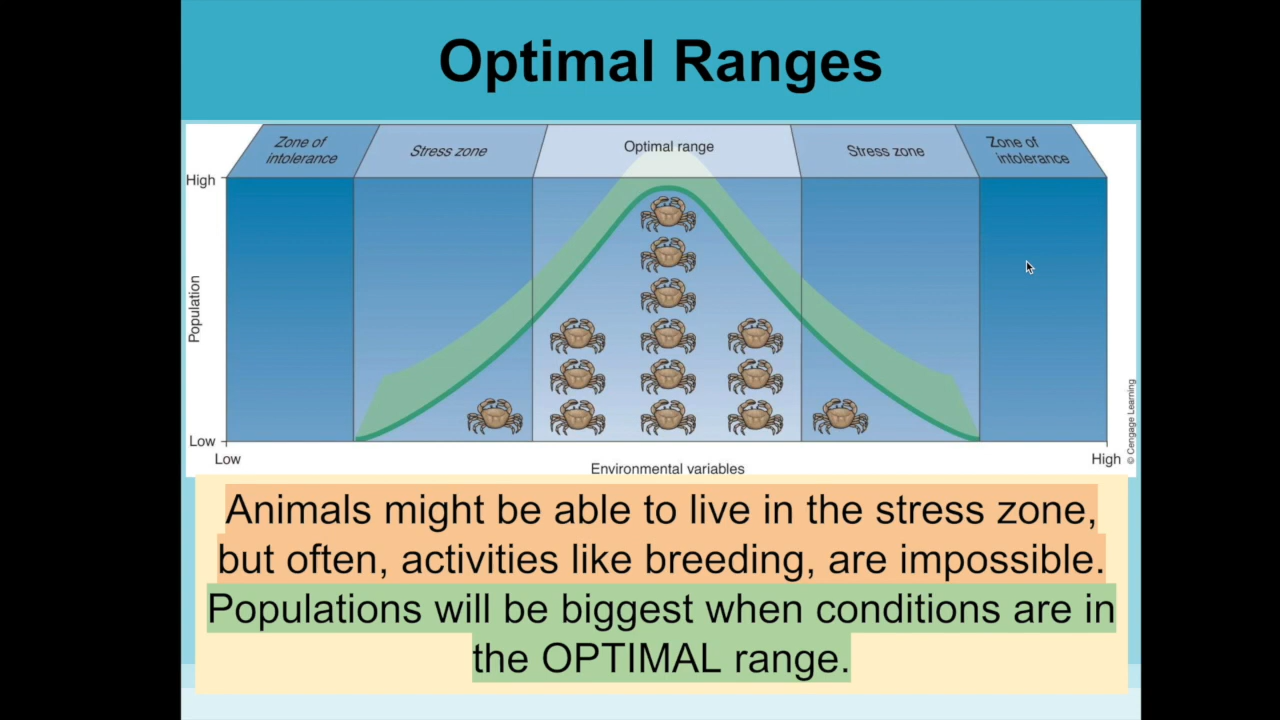 Optimal Ranges
Zone of
intolerance
Stress zone
Optimal range
Stress zone
Zone of
intolerance
High
Population
Low
Low
Environmental variables
High
© Cengage Learning
Animals might be able to live in the stress zone,
but often, activities like breeding, are impossible.
Populations will be biggest when conditions are in
the OPTIMAL range.